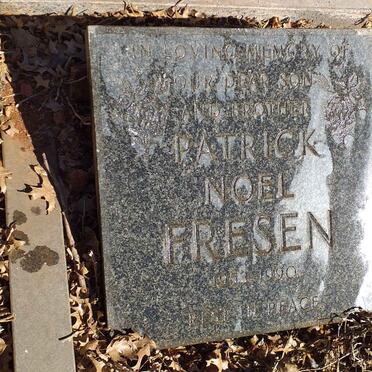 IN LOVING MEMORY OF
OUR DEAR SON
AND BROTHER
PATRICK
NOEL
FRESEN
1990
REST IN PEACE